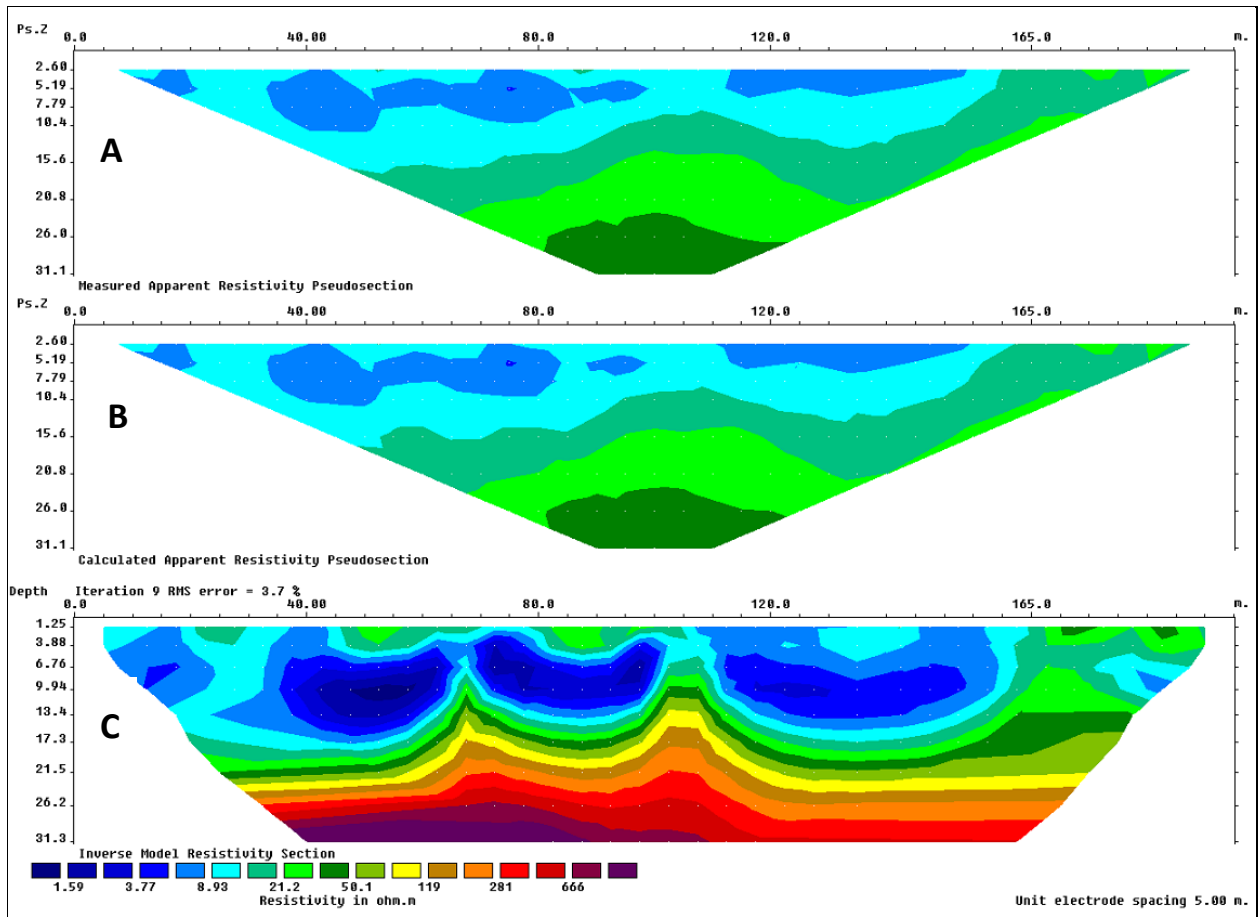 Ps.Z 0.0 40.00 80.0 120.0 165.0 m.
2.60
5.19
7.79
10.4
A
15.6
20.8
26.0
31.1
Measured Apparent Resistivity Pseudosection
Ps.Z 0.0 40.00 80.0 120.0 165.0 m.
2.60
5.19
7.79
10.4
B
15.6
20.8
26.0
31.1
Calculated Apparent Resistivity Pseudosection
Depth Iteration 9 RMS error = 3.7 %
0.0 40.00 80.0 120.0 165.0 m.
1.25
3.88
6.76
9.94
13.4
C
17.3
21.5
26.2
31.3
Inverse Model Resistivity Section
1.59 3.77 8.93 21.2 50.1 119 281 666
Resistivity in ohm.m Unit electrode spacing 5.00 m.